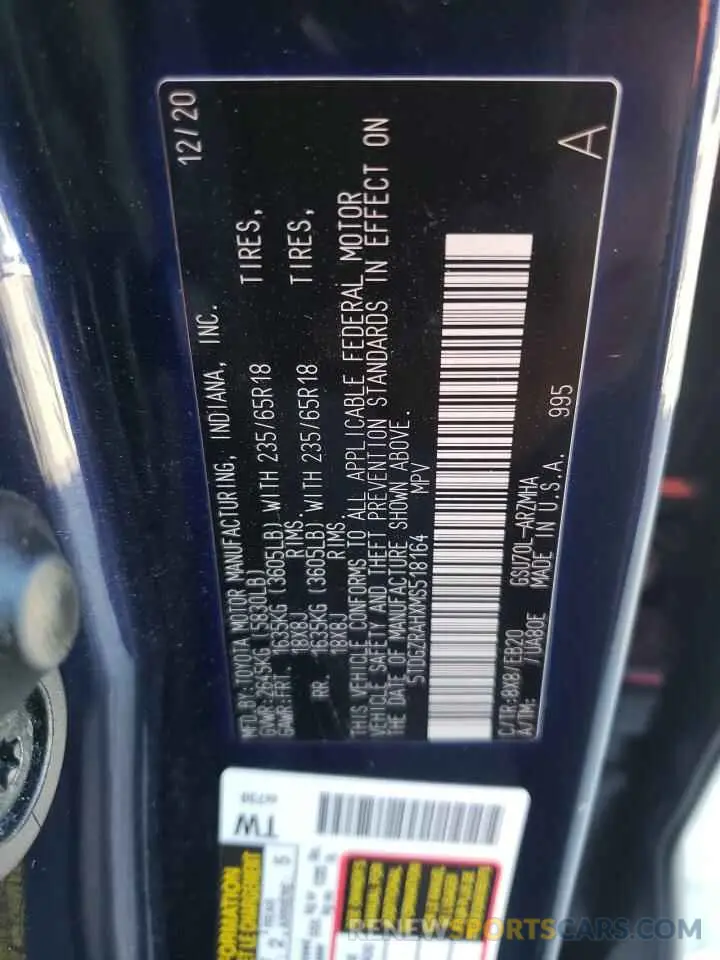 MFD.BY:TOYOTA MOTOR MANUFACTURING, INDIANA, INC. 12/20
GVWR:2645KG (5830LB)
GAWR:FRT. 1635KG (3605LB) WITH 235/65R18 TIRES,
18X8J RIMS.
RR. 1635KG (3605LB) WITH 235/65R18 TIRES,
18X8J RIMS.
THIS VEHICLE CONFORMS TO ALL APPLICABLE FEDERAL MOTOR
VEHICLE SAFETY AND THEFT PREVENTION STANDARDS IN EFFECT ON
THE DATE OF MANUFACTURE SHOWN ABOVE.
5TDGZRAHXMS518164 MPV
C/TR:8X8/EB20 GSU70L-ARZMHA
A/TM: /UA80E MADE IN U.S.A. 995
A
TW
RENEWSPORTSCARS.COM